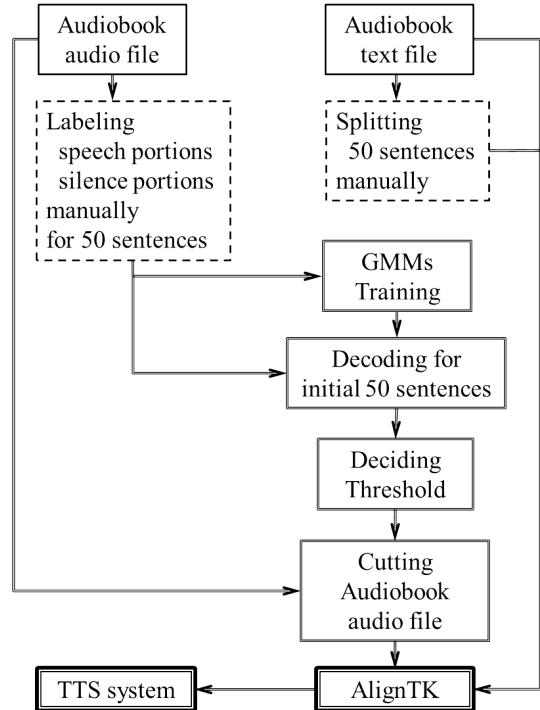 Audiobook
audio file
Audiobook
text file
Labeling
speech portions
silence portions
manually
for 50 sentences
Splitting
50 sentences
manually
GMMs
Training
Decoding for
initial 50 sentences
Deciding
Threshold
Cutting
Audiobook
audio file
TTS system
AlignTK